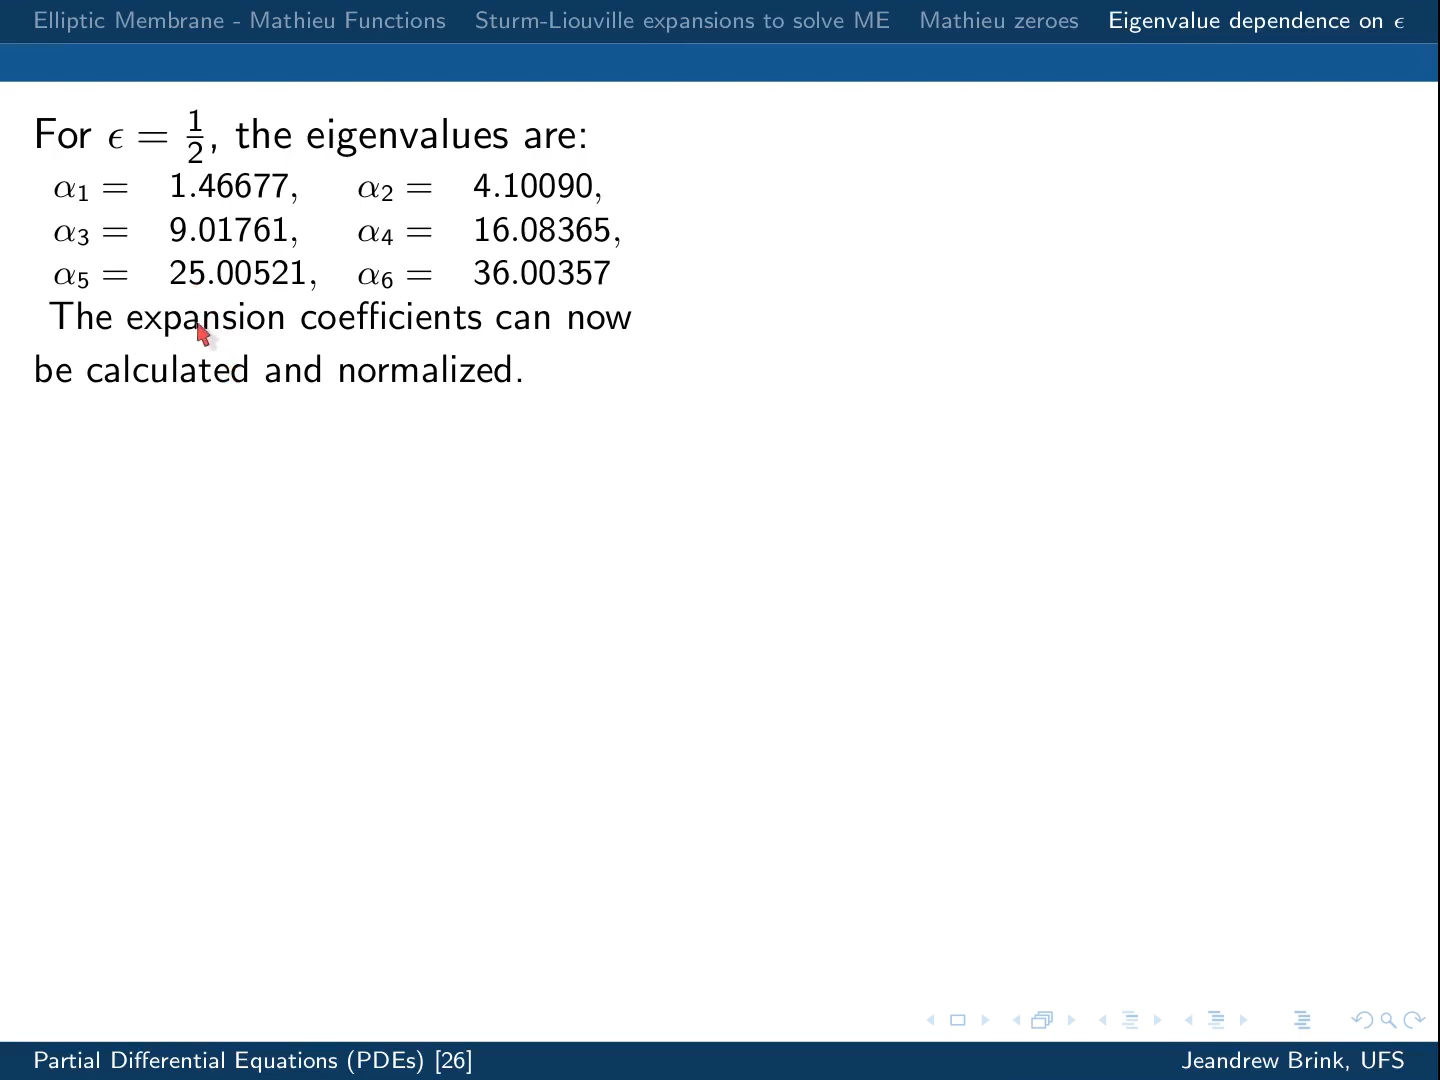 Elliptic Membrane - Mathieu Functions Sturm-Liouville expansions to solve ME Mathieu zeroes Eigenvalue dependence on ϵ
For ϵ = 1/2, the eigenvalues are:
α₁ = 1.46677, α₂ = 4.10090,
α₃ = 9.01761, α₄ = 16.08365,
α₅ = 25.00521, α₆ = 36.00357
The expansion coefficients can now
be calculated and normalized.
Partial Differential Equations (PDEs) [26] Jeandrew Brink, UFS